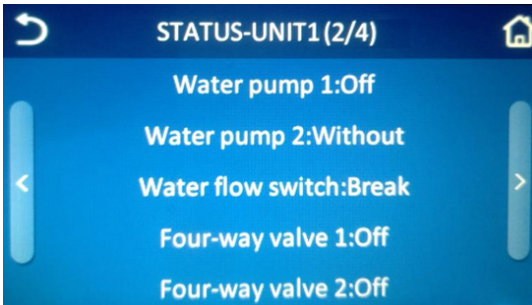 STATUS-UNIT1(2/4)
Water pump 1:Off
Water pump 2:Without
Water flow switch:Break
Four-way valve 1:Off
Four-way valve 2:Off